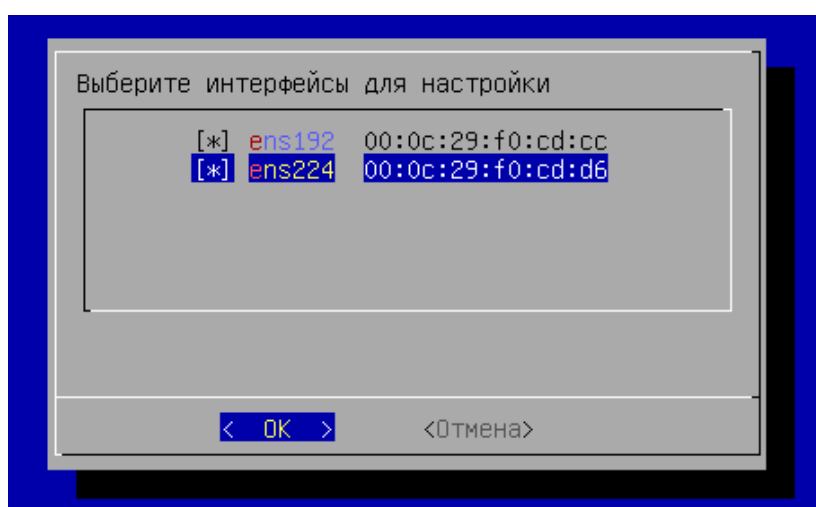 Выберите интерфейсы для настройки
[*] ens192 00:0c:29:f0:cd:cc
[*] ens224 00:0c:29:f0:cd:d6
< OK > <Отмена>